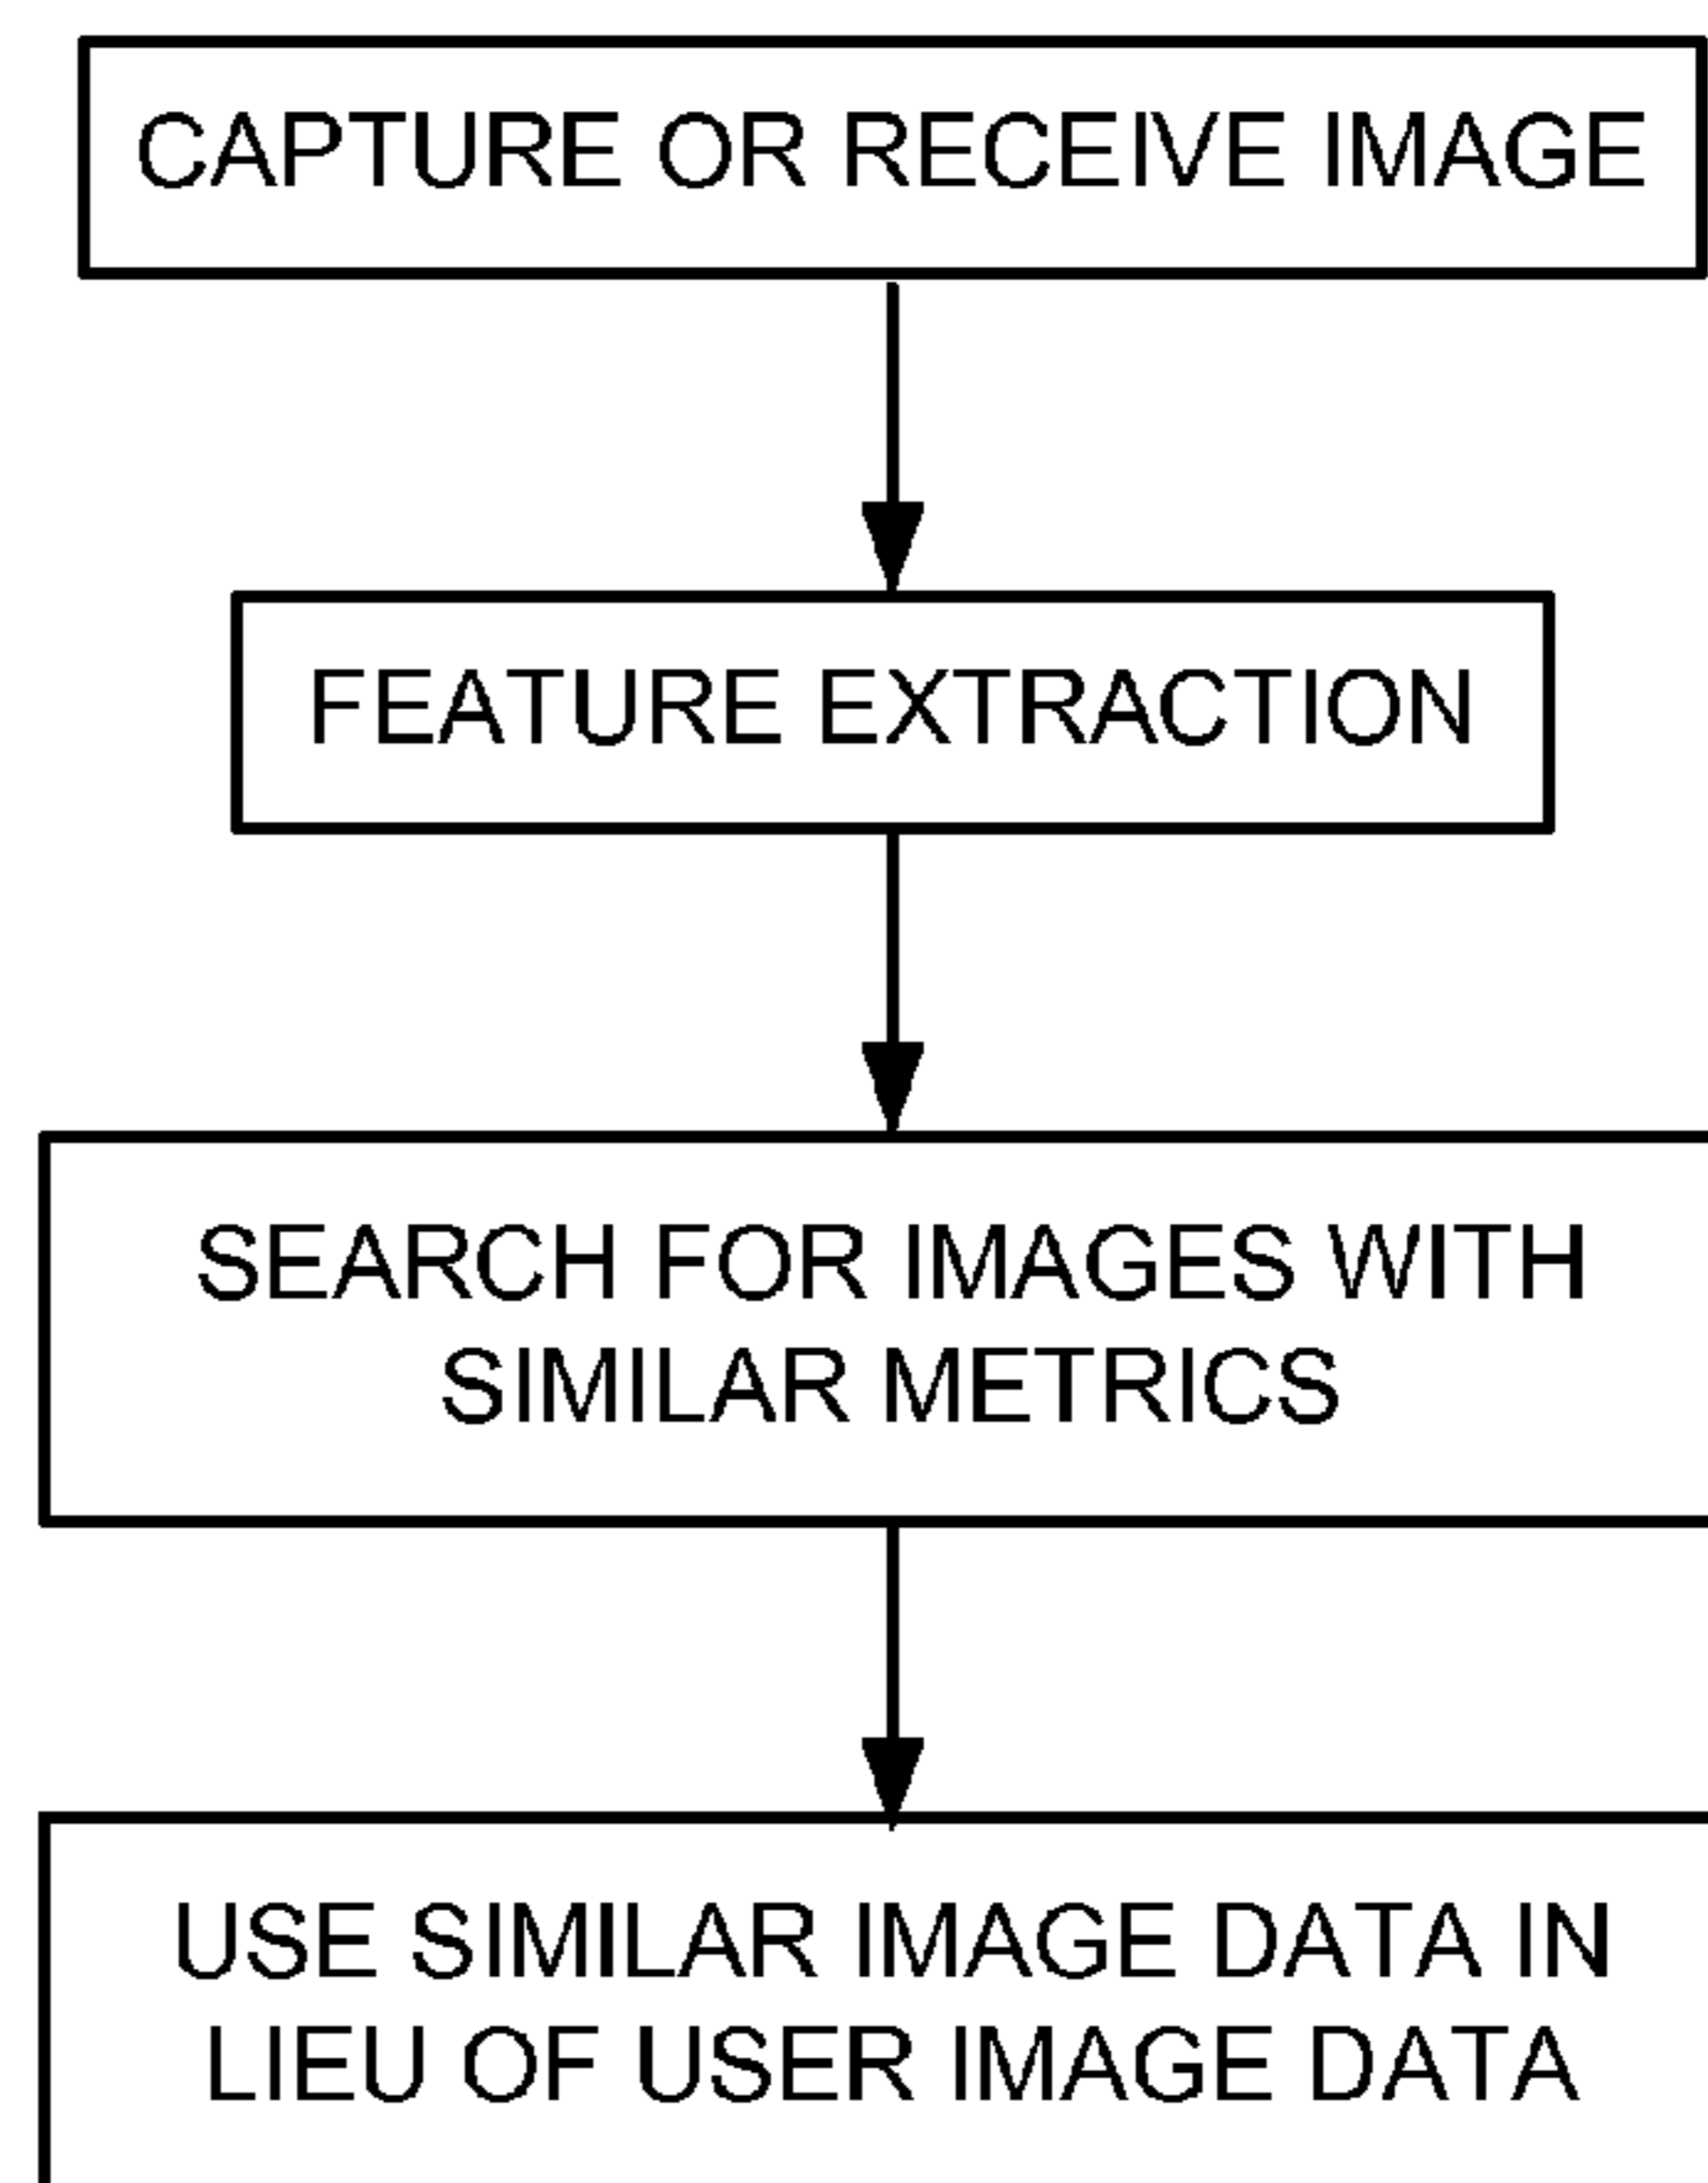 CAPTURE OR RECEIVE IMAGE
FEATURE EXTRACTION
SEARCH FOR IMAGES WITH
SIMILAR METRICS
USE SIMILAR IMAGE DATA IN
LIEU OF USER IMAGE DATA